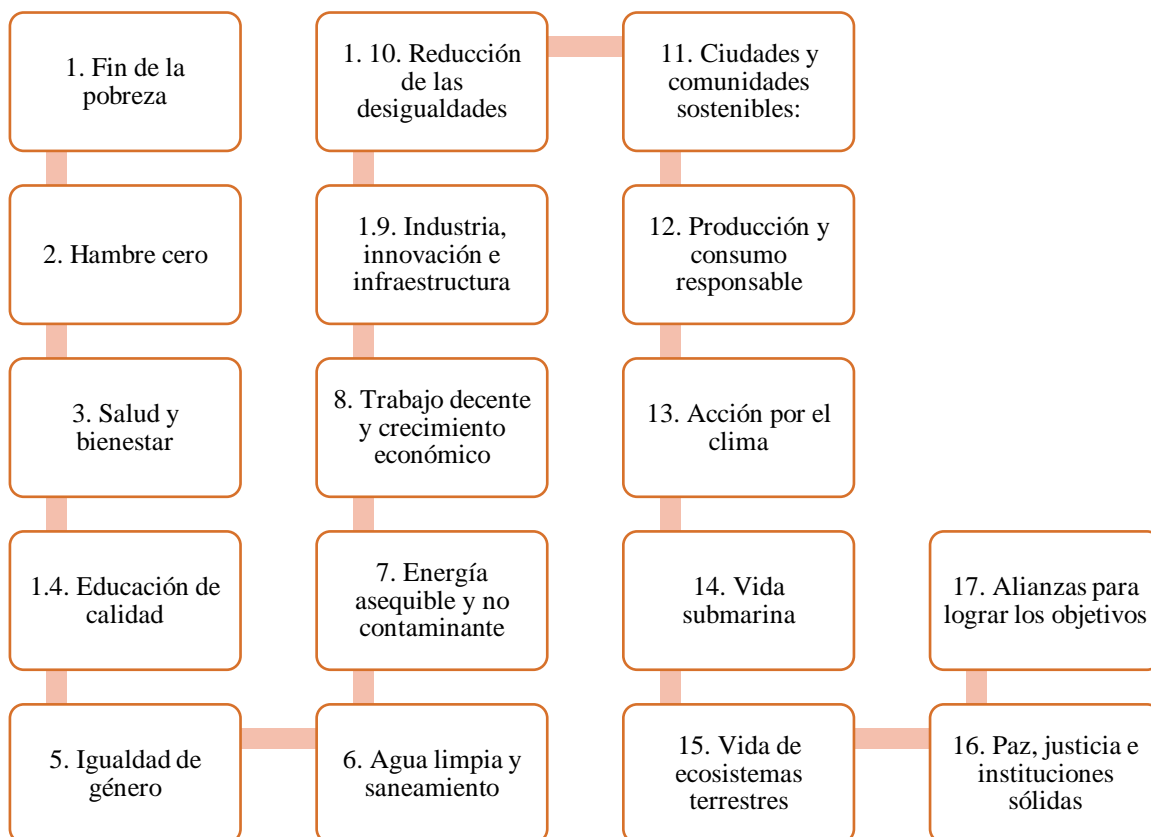 1. Fin de la
pobreza
2. Hambre cero
3. Salud y
bienestar
1.4. Educación de
calidad
5. Igualdad de
género
6. Agua limpia y
saneamiento
7. Energía
asequible y no
contaminante
8. Trabajo decente
y crecimiento
económico
1.9. Industria,
innovación e
infraestructura
1. 10. Reducción
de las
desigualdades
11. Ciudades y
comunidades
sostenibles:
12. Producción y
consumo
responsable
13. Acción por el
clima
14. Vida
submarina
15. Vida de
ecosistemas
terrestres
16. Paz, justicia e
instituciones
sólidas
17. Alianzas para
lograr los objetivos